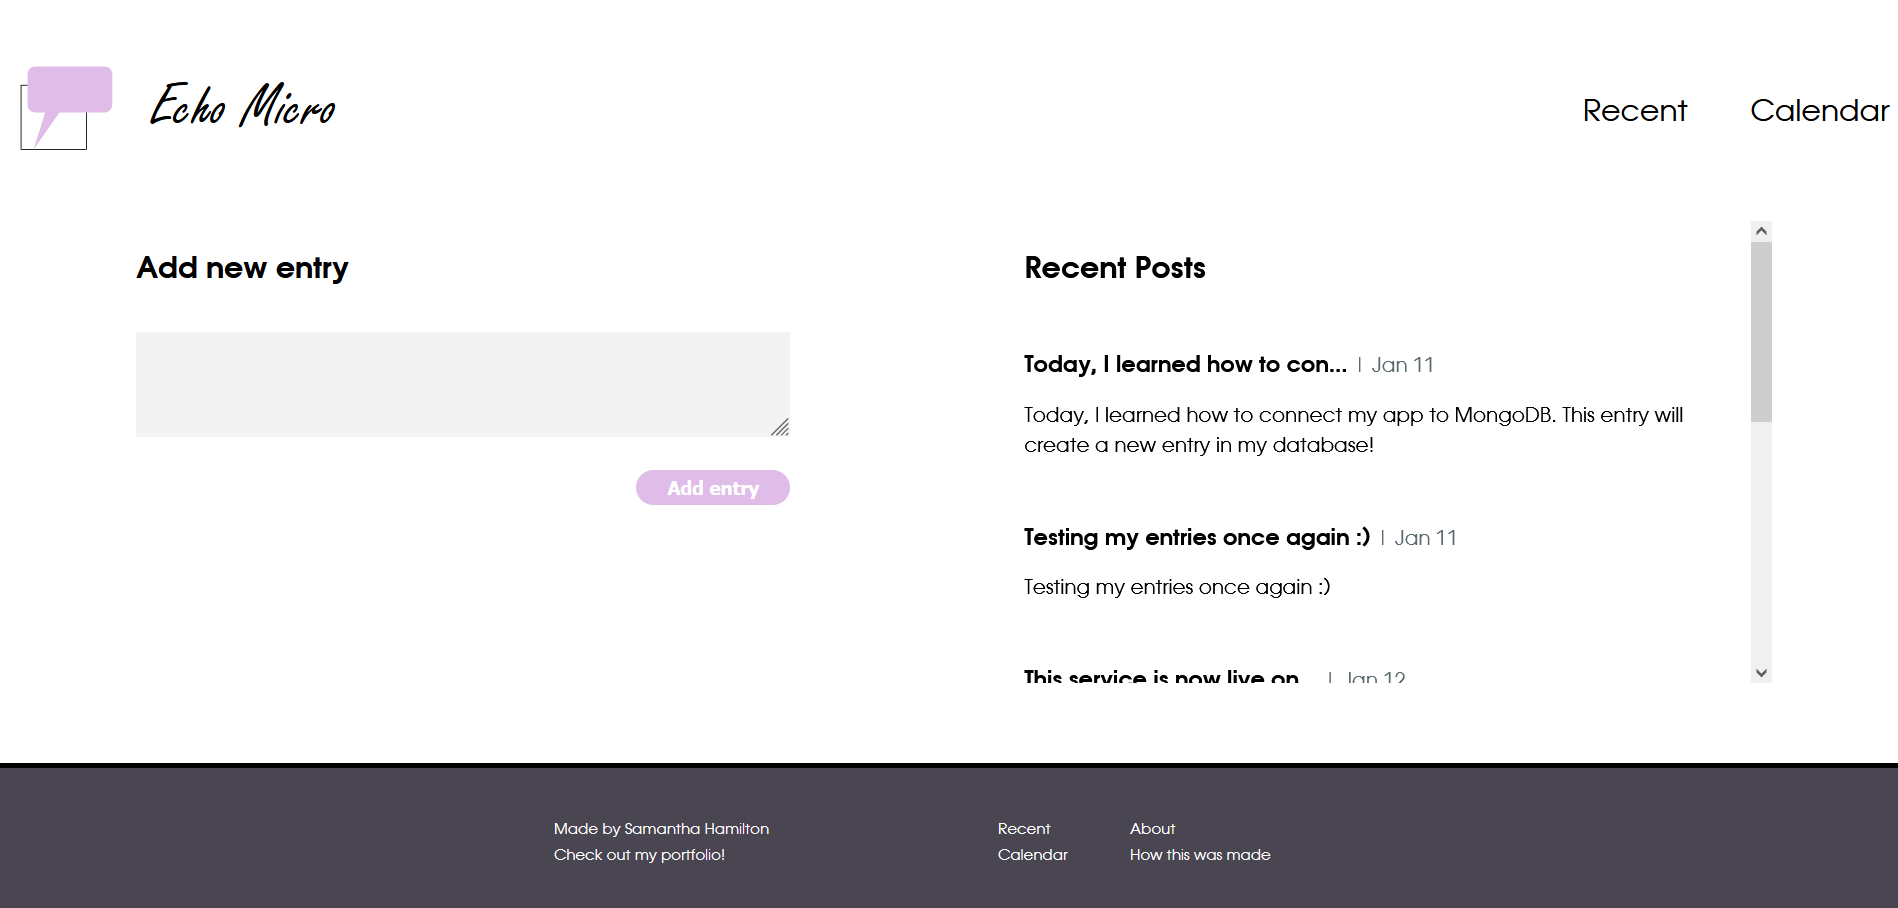 Echo Micro
Recent
Calendar
Add new entry
Add entry
Recent Posts
Today, I learned how to con... | Jan 11
Today, I learned how to connect my app to MongoDB. This entry will
create a new entry in my database!
Testing my entries once again :) | Jan 11
Testing my entries once again :)
This service is now live on... | Jan 12
Made by Samantha Hamilton
Check out my portfolio!
Recent
Calendar
About
How this was made